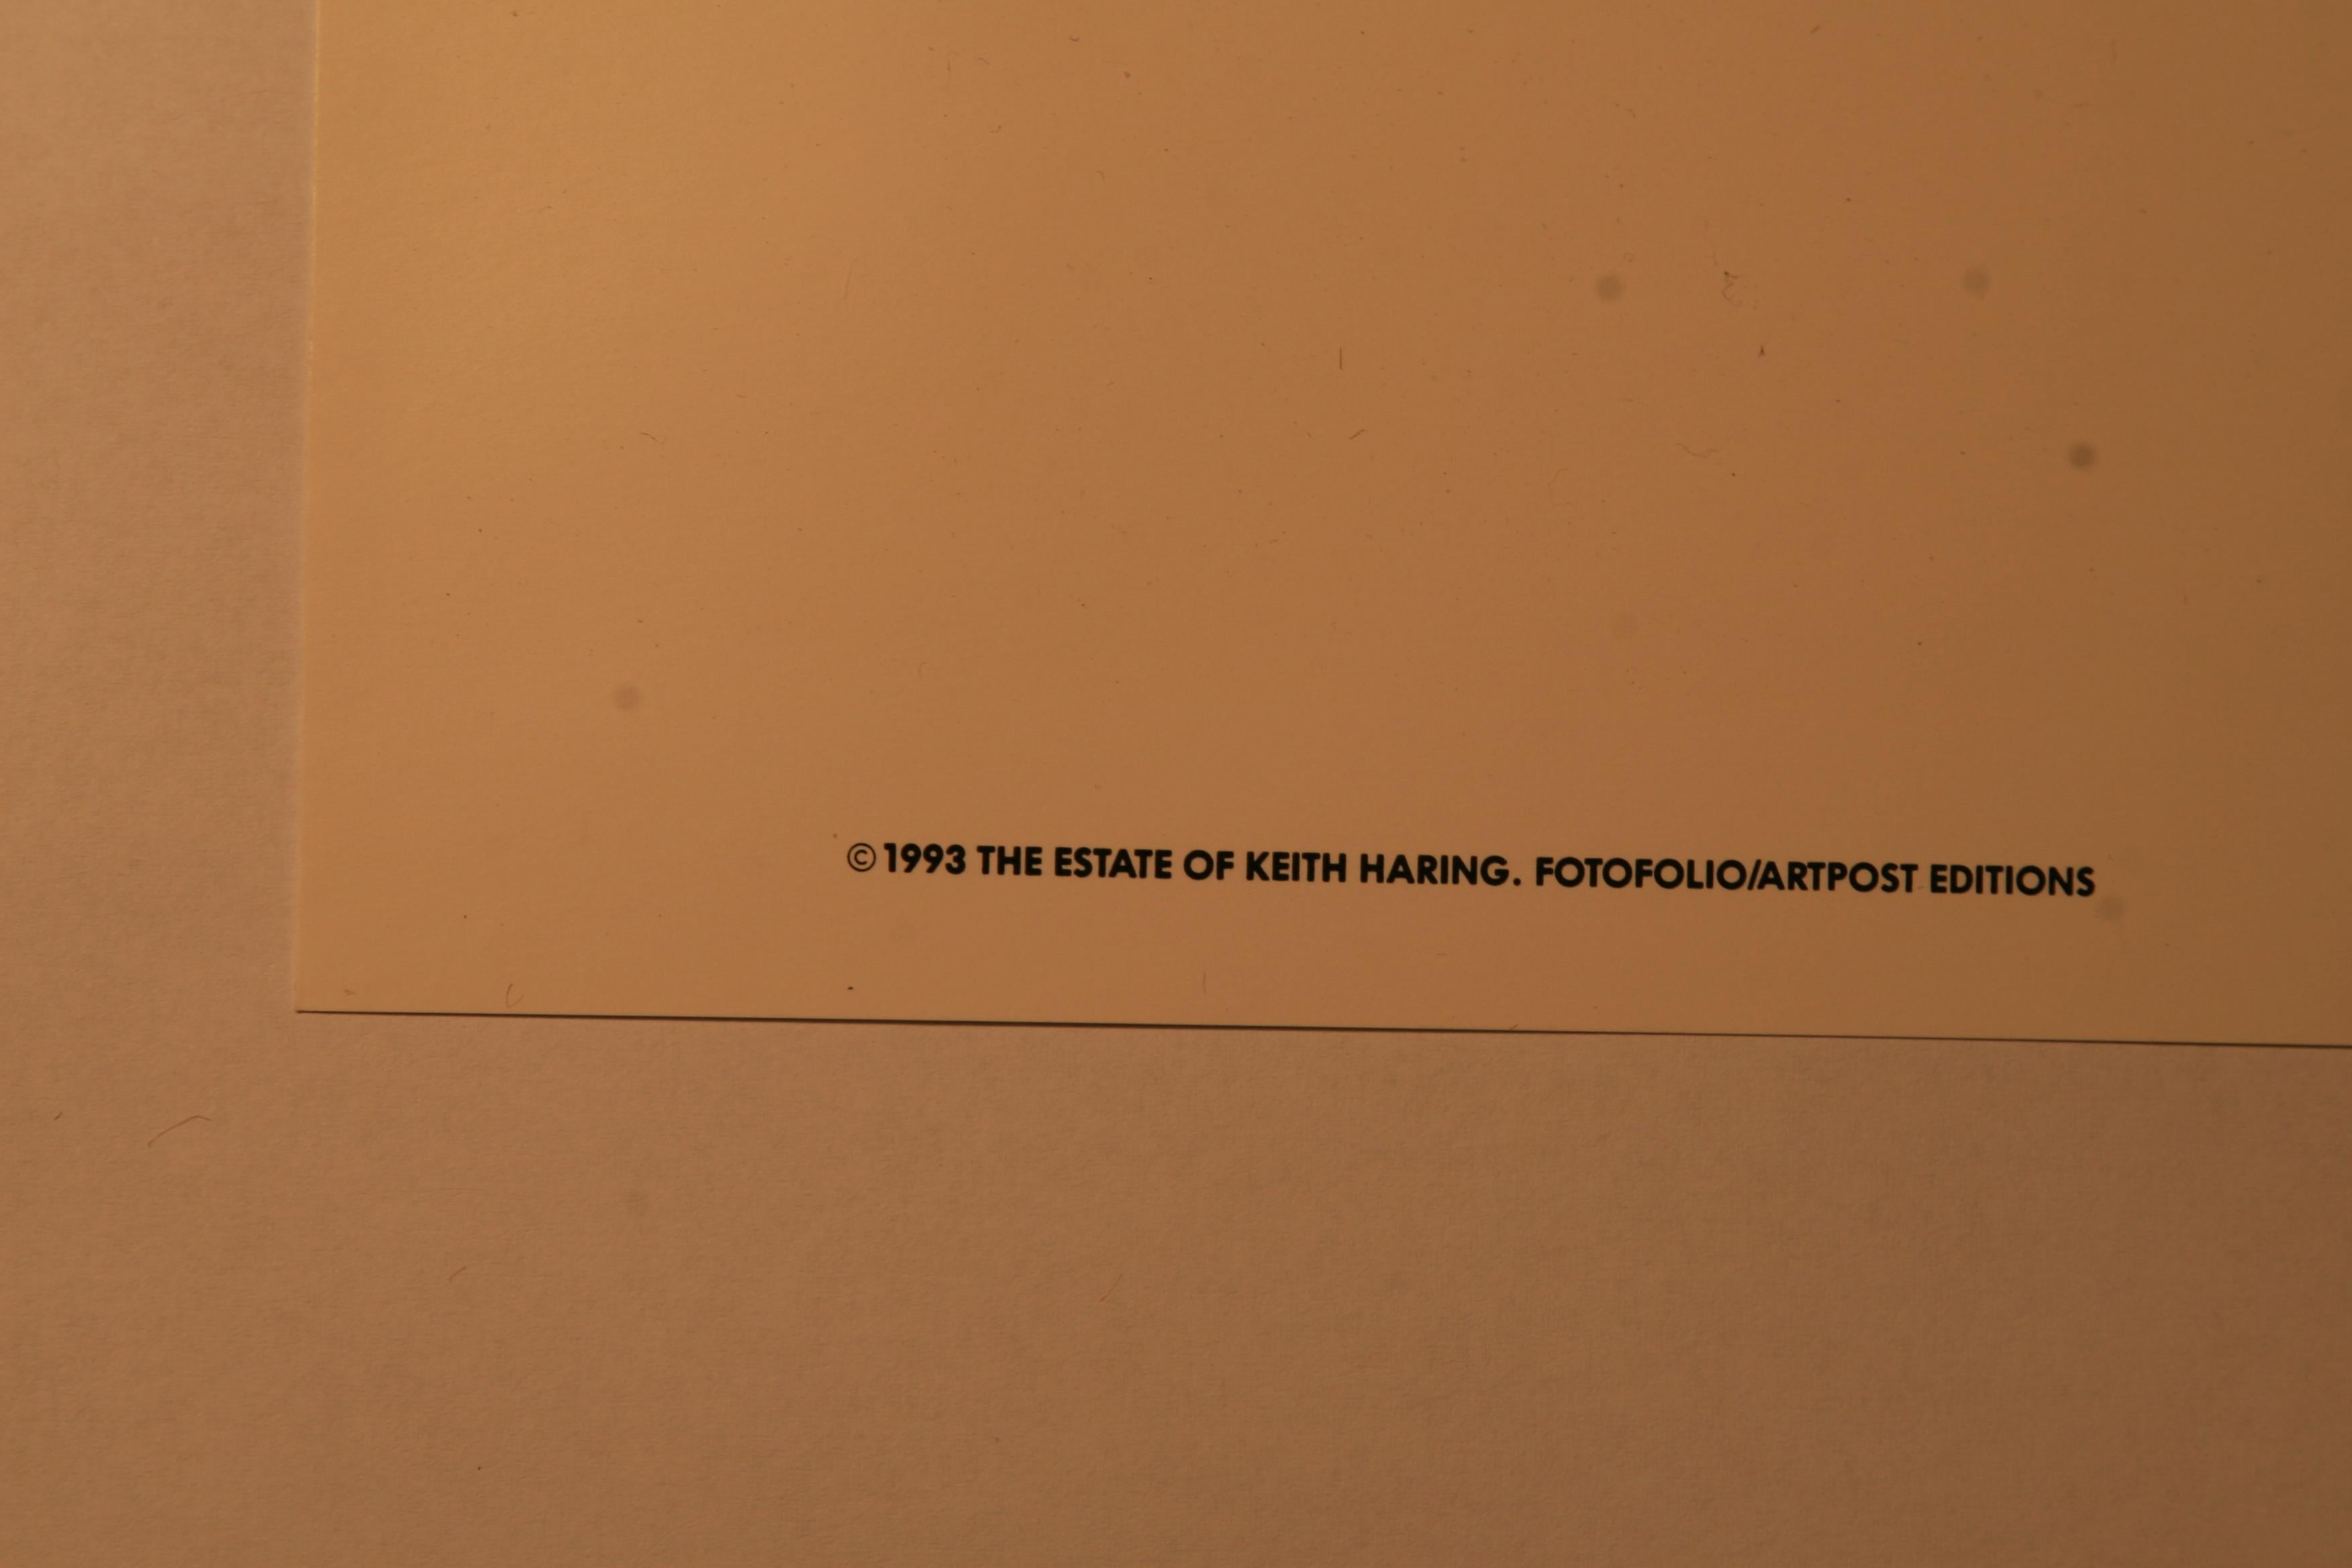 ©1993 THE ESTATE OF KEITH HARING. FOTOFOLIO/ARTPOST EDITIONS